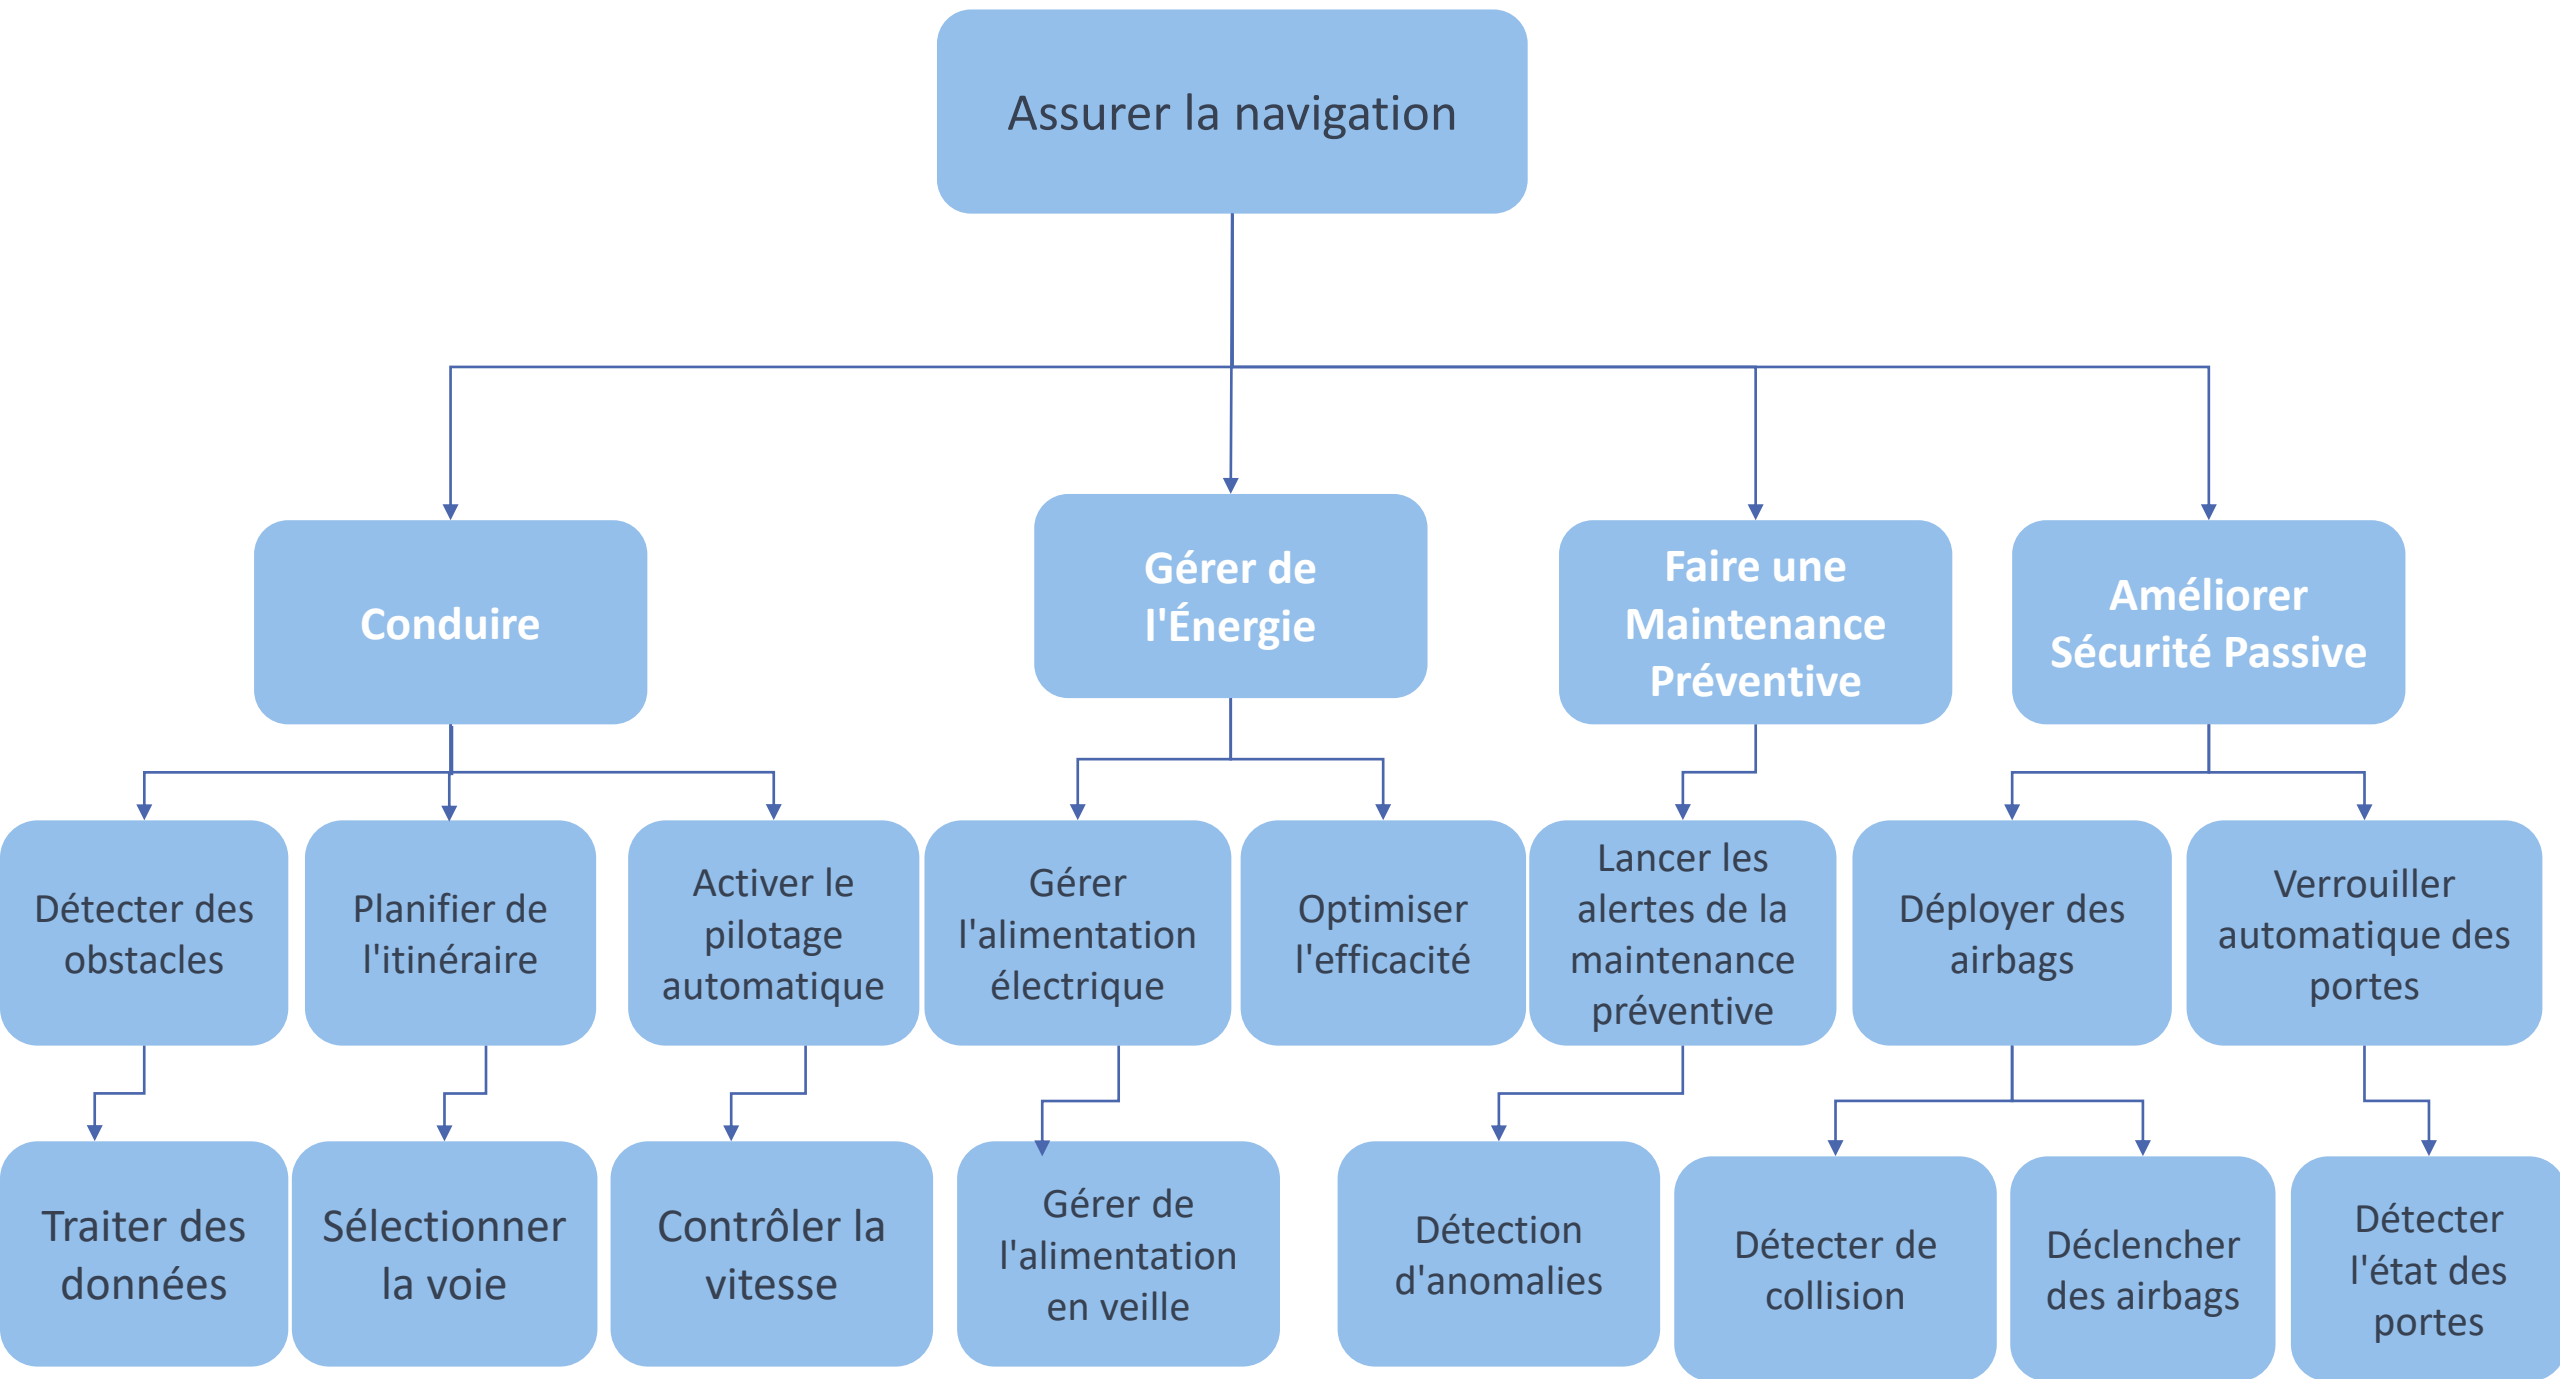 Assurer la navigation
Conduire
Gérer de
l'Énergie
Faire une
Maintenance
Préventive
Améliorer
Sécurité Passive
Détecter des
obstacles
Planifier de
l'itinéraire
Activer le
pilotage
automatique
Gérer
l'alimentation
électrique
Optimiser
l'efficacité
Lancer les
alertes de la
maintenance
préventive
Déployer des
airbags
Verrouiller
automatique des
portes
Traiter des
données
Sélectionner
la voie
Contrôler la
vitesse
Gérer de
l'alimentation
en veille
Détection
d'anomalies
Détecter de
collision
Déclencher
des airbags
Détecter
l'état des
portes